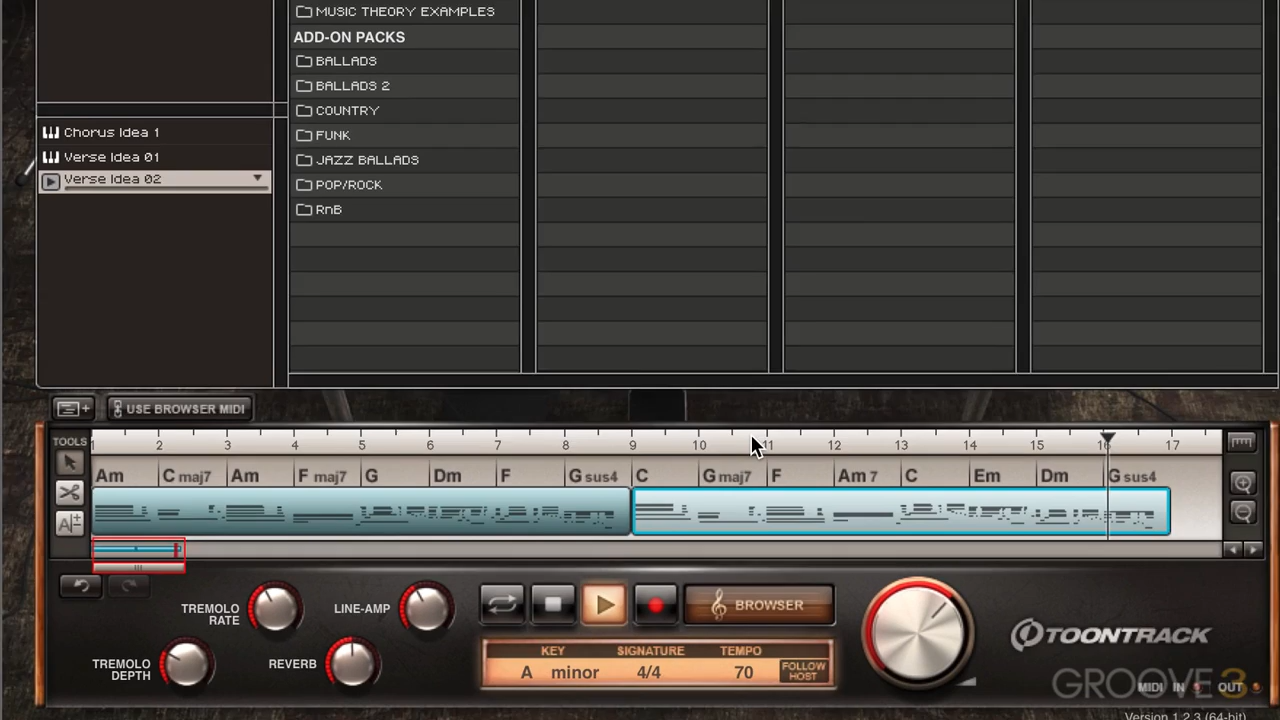 MUSIC THEORY EXAMPLES
ADD-ON PACKS
BALLADS
BALLADS 2
COUNTRY
FUNK
JAZZ BALLADS
POP/ROCK
RnB
Chorus Idea 1
Verse Idea 01
Verse Idea 02
USE BROWSER MIDI
TOOLS
1 2 3 4 5 6 7 8 9 10 11 12 13 14 15 16 17
Am C maj7 Am F maj7 G Dm F G sus4 C G maj7 F Am 7 C Em Dm G sus4
A
TREMOLO RATE
LINE-AMP
TREMOLO DEPTH
REVERB
BROWSER
KEY SIGNATURE TEMPO
A minor 4/4 70 FOLLOW HOST
TOONTRACK
GROOVE 3
MIDI IN OUT
Version 1.2.3 (64-bit)